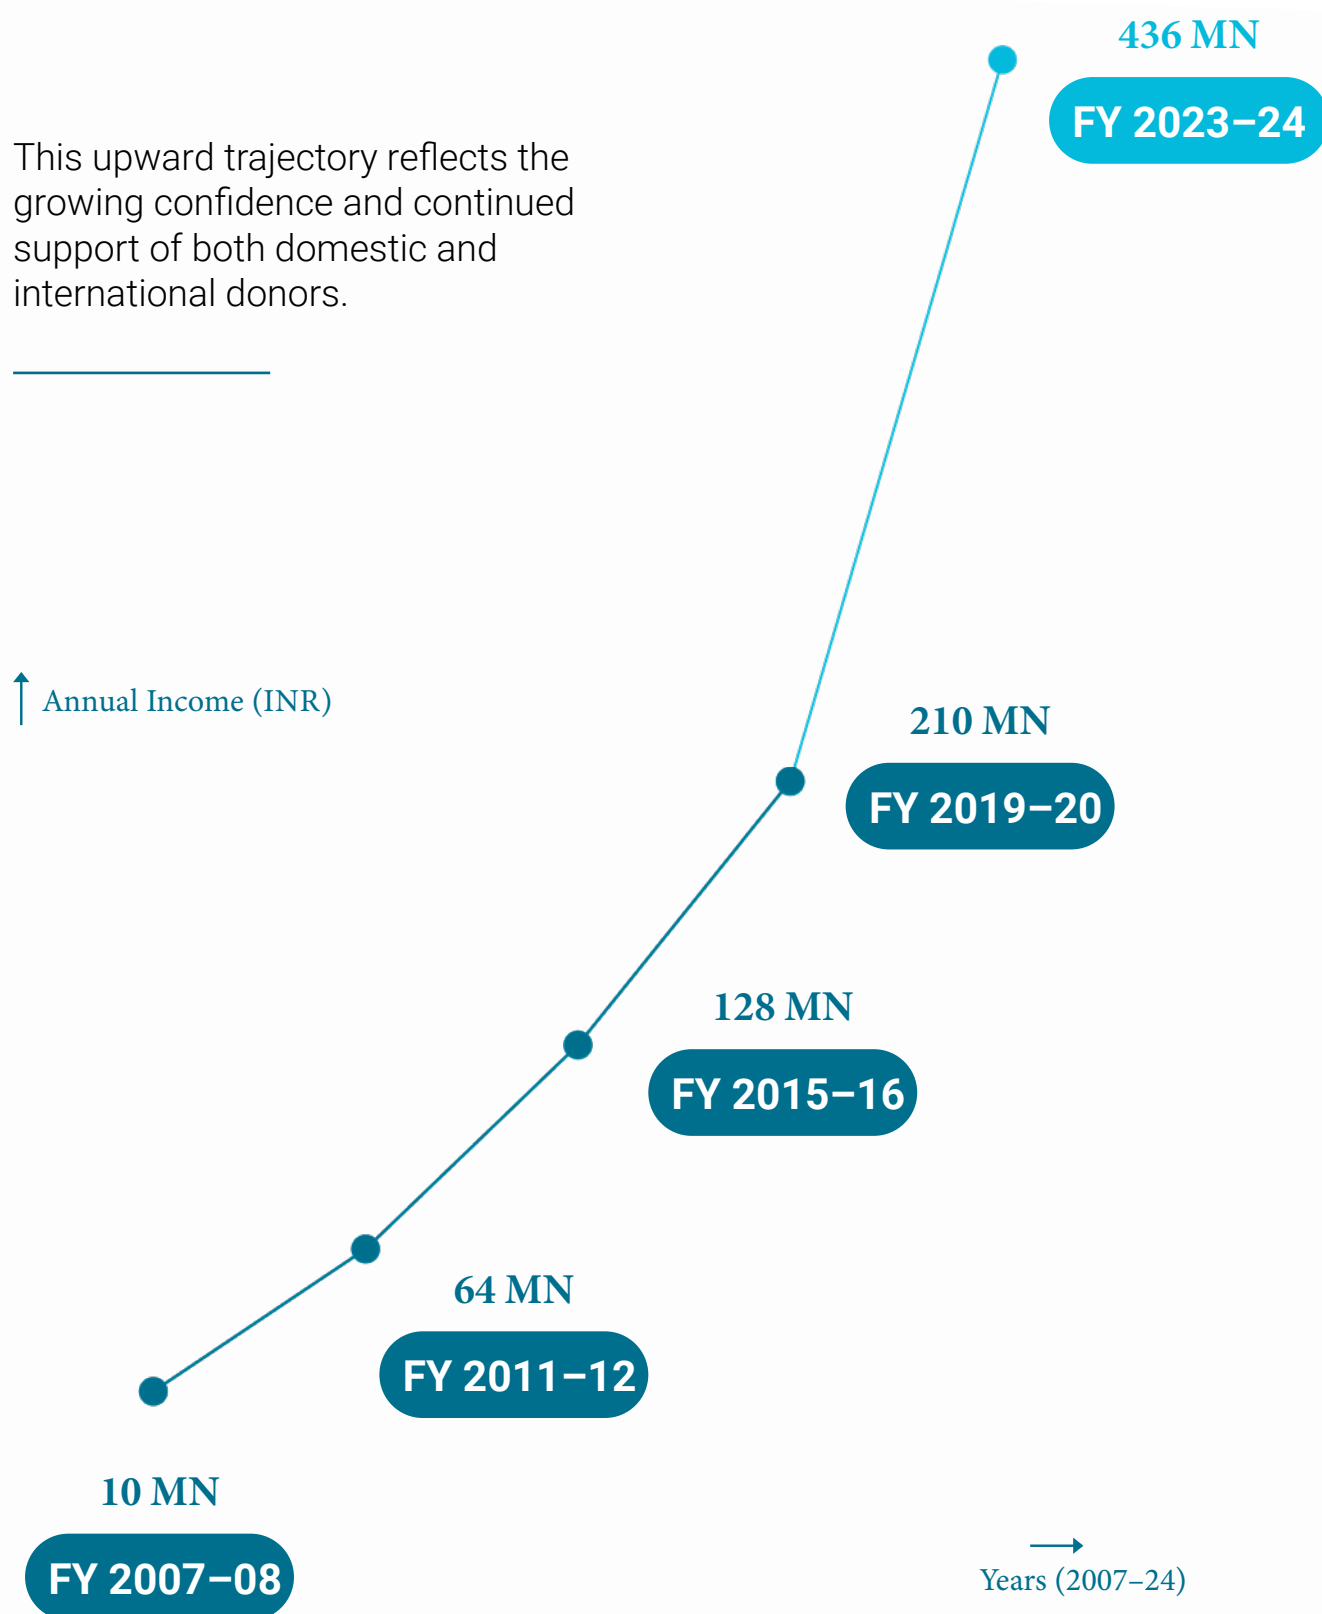 436 MN
FY 2023–24
This upward trajectory reflects the
growing confidence and continued
support of both domestic and
international donors.
Annual Income (INR)
210 MN
FY 2019–20
128 MN
FY 2015–16
64 MN
FY 2011–12
10 MN
FY 2007–08
Years (2007–24)